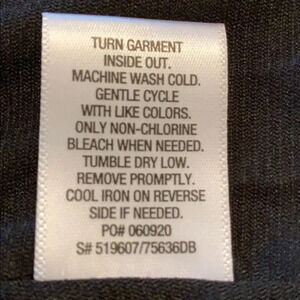 TURN GARMENT
INSIDE OUT.
MACHINE WASH COLD.
GENTLE CYCLE
WITH LIKE COLORS.
ONLY NON-CHLORINE
BLEACH WHEN NEEDED.
TUMBLE DRY LOW.
REMOVE PROMPTLY.
COOL IRON ON REVERSE
SIDE IF NEEDED.
PO# 060920
S# 519607/75636DB